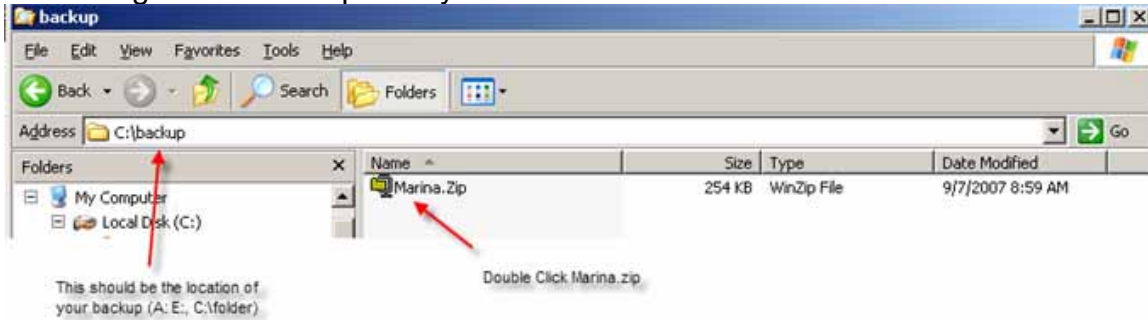 backup
File Edit View Favorites Tools Help
Back Search Folders
Address C:\backup Go
Folders x Name Size Type Date Modified
My Computer Marina.Zip 254 KB WinZip File 9/7/2007 8:59 AM
Local Disk (C:)
This should be the location of
your backup (A: E:, C:\folder)
Double Click Marina.zip